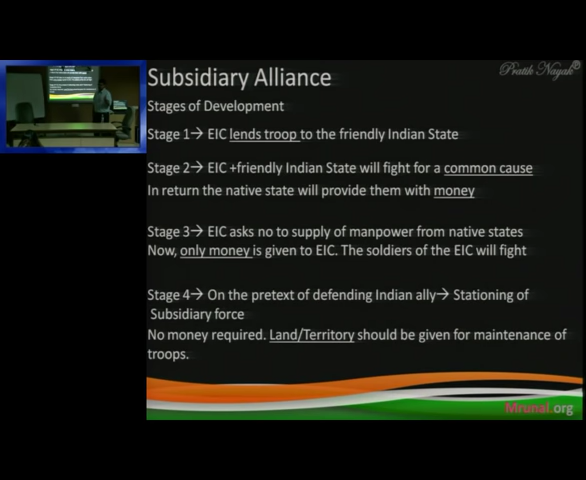 Pratik Nayak
Subsidiary Alliance
Stages of Development
Stage 1→ EIC lends troop to the friendly Indian State
Stage 2→ EIC +friendly Indian State will fight for a common cause
In return the native state will provide them with money
Stage 3→ EIC asks no to supply of manpower from native states
Now, only money is given to EIC. The soldiers of the EIC will fight
Stage 4→ On the pretext of defending Indian ally→ Stationing of
Subsidiary force
No money required. Land/Territory should be given for maintenance of
troops.
Mrunal.org